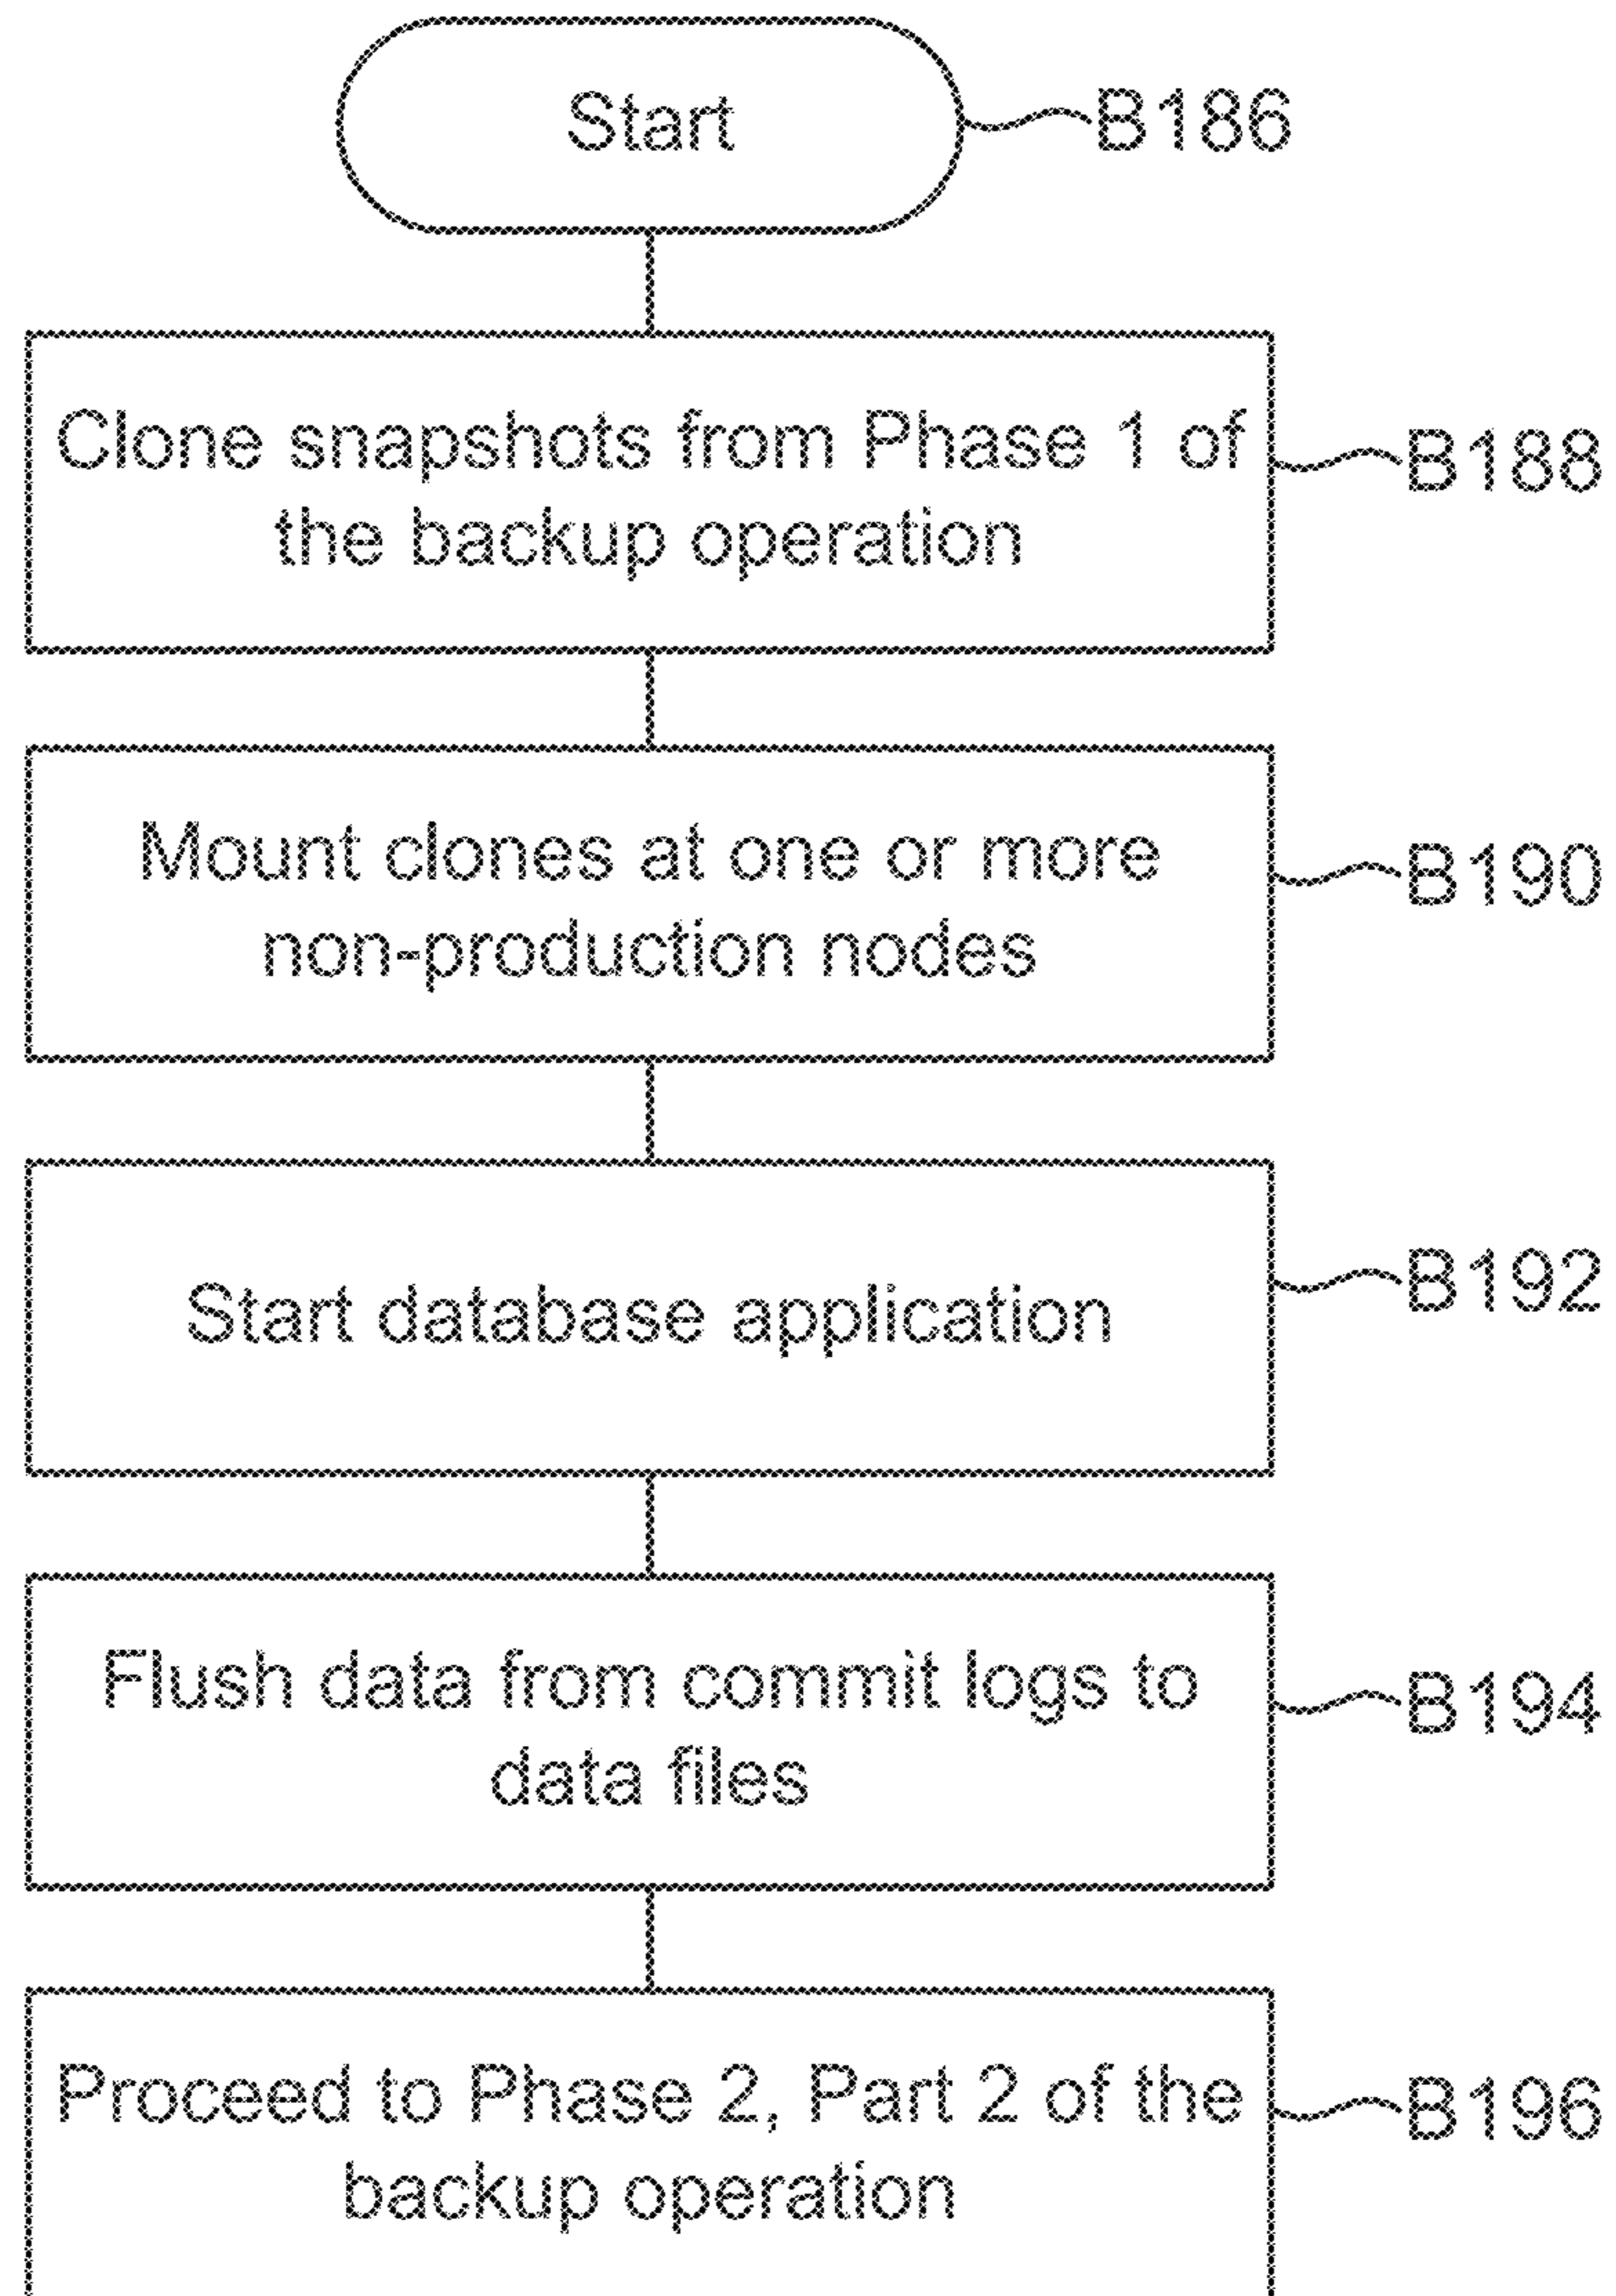 Start
B186
Clone snapshots from Phase 1 of
the backup operation
B188
Mount clones at one or more
non-production nodes
B190
Start database application
B192
Flush data from commit logs to
data files
B194
Proceed to Phase 2, Part 2 of the
backup operation
B196